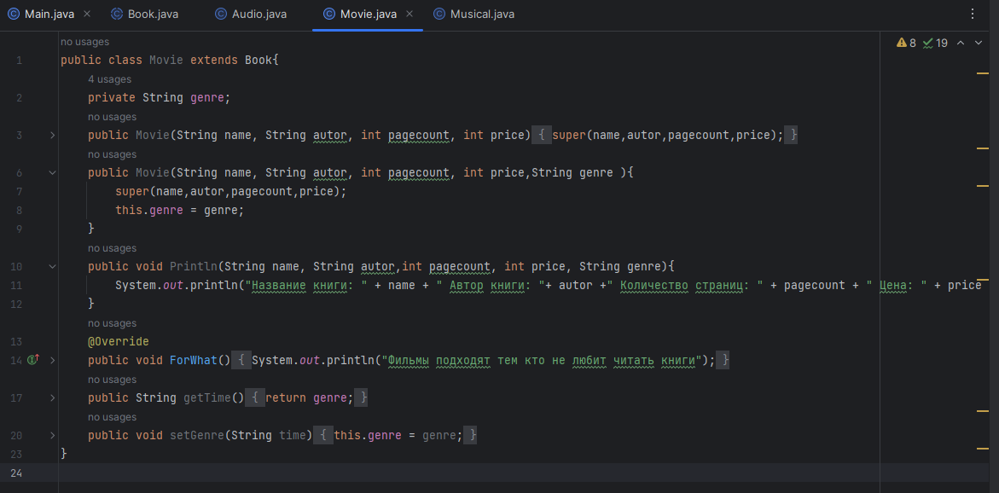 Main.java Book.java Audio.java Movie.java Musical.java
no usages
8 19
1 public class Movie extends Book{
4 usages
2 private String genre;
no usages
3 public Movie(String name, String autor, int pagecount, int price) { super(name,autor,pagecount,price); }
no usages
6 public Movie(String name, String autor, int pagecount, int price,String genre ){
7 super(name,autor,pagecount,price);
8 this.genre = genre;
9 }
no usages
10 public void Println(String name, String autor,int pagecount, int price, String genre){
11 System.out.println("Название книги: " + name + " Автор книги: "+ autor +" Количество страниц: " + pagecount + " Цена: " + price
12 }
no usages
13 @Override
14 public void ForWhat() { System.out.println("Фильмы подходят тем кто не любит читать книги"); }
no usages
17 public String getTime() { return genre; }
no usages
20 public void setGenre(String time) { this.genre = genre; }
23 }
24